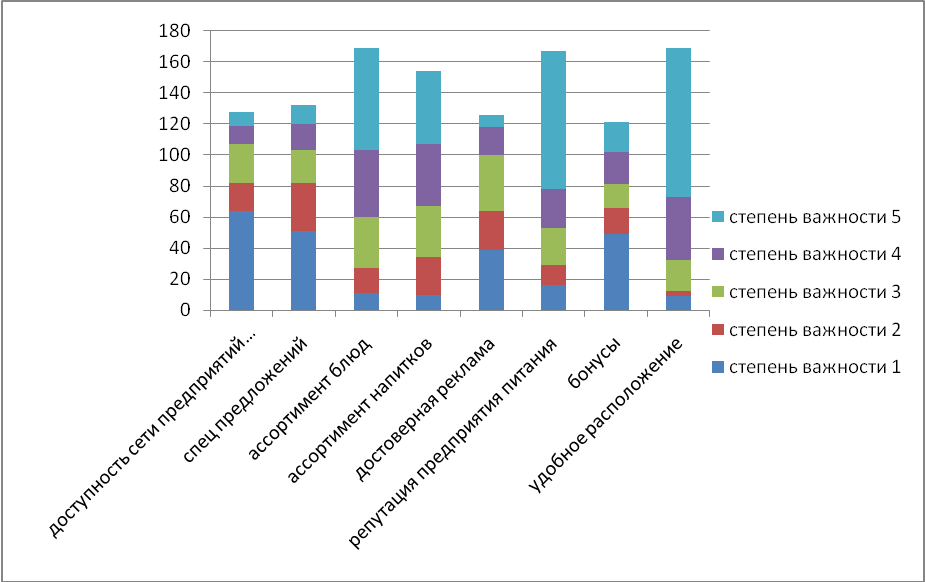 180
160
140
120
100
80
60
40
20
0
степень важности 5
степень важности 4
степень важности 3
степень важности 2
степень важности 1
доступность сети предприятий...
спец предложений
ассортимент блюд
ассортимент напитков
достоверная реклама
репутация предприятия питания
бонусы
удобное расположение